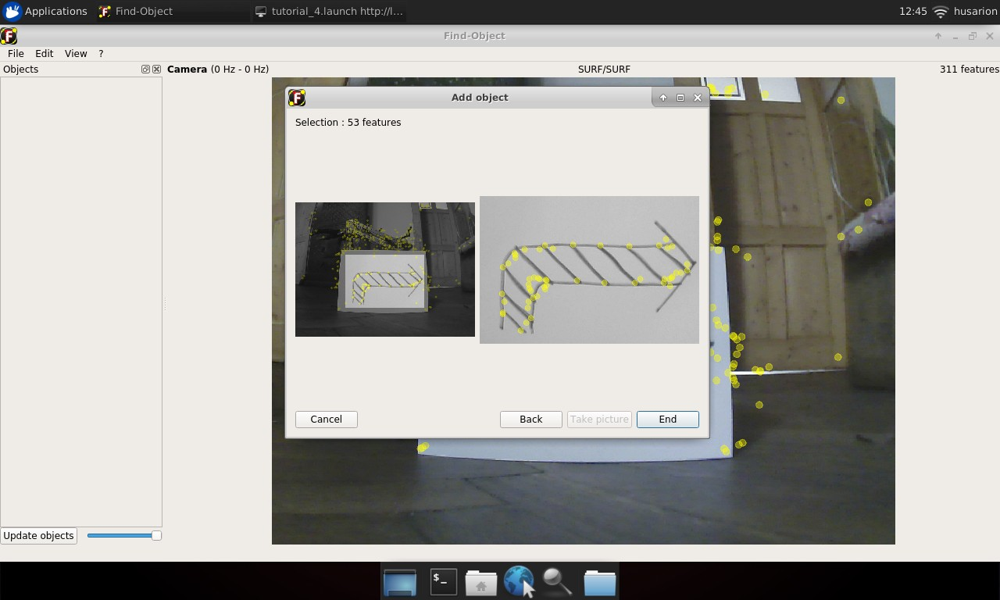 Applications
Find-Object
tutorial_4.launch http://l...
12:45
husarion
Find-Object
File Edit View ?
Objects
Camera (0 Hz - 0 Hz)
SURF/SURF
311 features
Add object
Selection : 53 features
Cancel
Back
Take picture
End
Update objects
$_